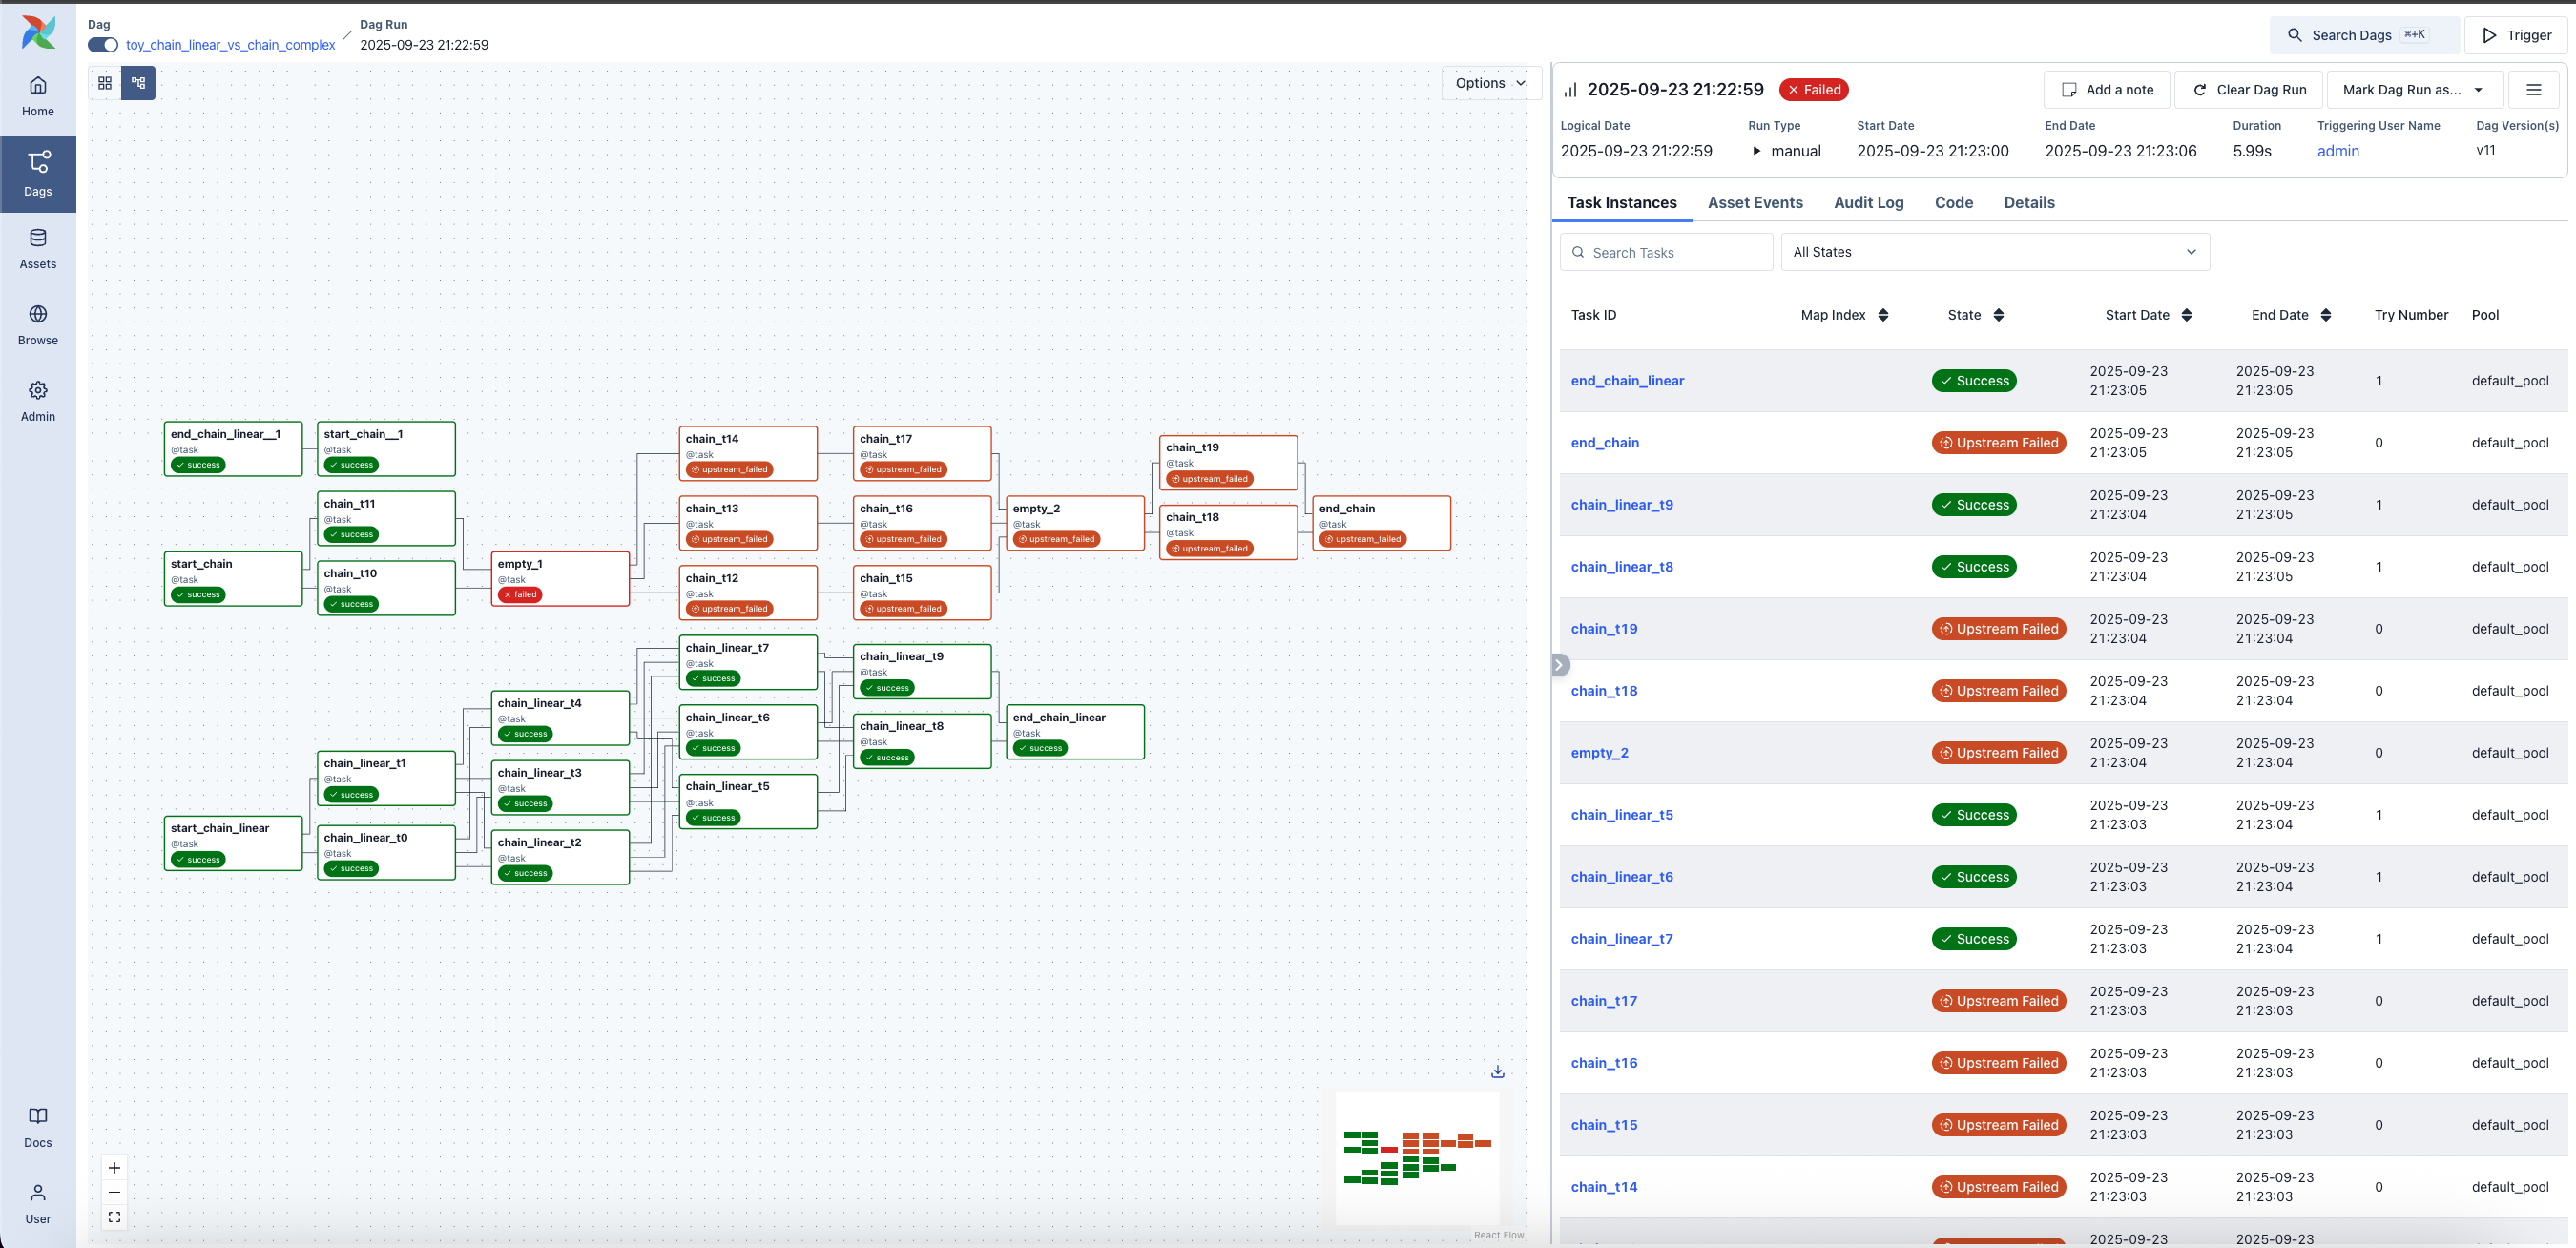 Dag
toy_chain_linear_vs_chain_complex
/
Dag Run
2025-09-23 21:22:59
Search Dags ⌘+K
Trigger
Home
Dags
Assets
Browse
Admin
Docs
User
Options
end_chain_linear__1
@task
success
start_chain__1
@task
success
chain_t11
@task
success
start_chain
@task
success
chain_t10
@task
success
empty_1
@task
failed
chain_t14
@task
upstream_failed
chain_t17
@task
upstream_failed
chain_t13
@task
upstream_failed
chain_t16
@task
upstream_failed
chain_t12
@task
upstream_failed
chain_t15
@task
upstream_failed
empty_2
@task
upstream_failed
chain_t19
@task
upstream_failed
chain_t18
@task
upstream_failed
end_chain
@task
upstream_failed
chain_linear_t7
@task
success
chain_linear_t9
@task
success
chain_linear_t4
@task
success
chain_linear_t6
@task
success
chain_linear_t8
@task
success
end_chain_linear
@task
success
chain_linear_t1
@task
success
chain_linear_t3
@task
success
chain_linear_t5
@task
success
start_chain_linear
@task
success
chain_linear_t0
@task
success
chain_linear_t2
@task
success
React Flow
2025-09-23 21:22:59 Failed
Add a note
Clear Dag Run
Mark Dag Run as...
Logical Date Run Type Start Date End Date Duration Triggering User Name Dag Version(s)
2025-09-23 21:22:59 manual 2025-09-23 21:23:00 2025-09-23 21:23:06 5.99s admin v11
Task Instances Asset Events Audit Log Code Details
Search Tasks
All States
Task ID Map Index State Start Date End Date Try Number Pool
end_chain_linear Success 2025-09-23 21:23:05 2025-09-23 21:23:05 1 default_pool
end_chain Upstream Failed 2025-09-23 21:23:05 2025-09-23 21:23:05 0 default_pool
chain_linear_t9 Success 2025-09-23 21:23:04 2025-09-23 21:23:05 1 default_pool
chain_linear_t8 Success 2025-09-23 21:23:04 2025-09-23 21:23:05 1 default_pool
chain_t19 Upstream Failed 2025-09-23 21:23:04 2025-09-23 21:23:04 0 default_pool
chain_t18 Upstream Failed 2025-09-23 21:23:04 2025-09-23 21:23:04 0 default_pool
empty_2 Upstream Failed 2025-09-23 21:23:04 2025-09-23 21:23:04 0 default_pool
chain_linear_t5 Success 2025-09-23 21:23:03 2025-09-23 21:23:04 1 default_pool
chain_linear_t6 Success 2025-09-23 21:23:03 2025-09-23 21:23:04 1 default_pool
chain_linear_t7 Success 2025-09-23 21:23:03 2025-09-23 21:23:04 1 default_pool
chain_t17 Upstream Failed 2025-09-23 21:23:03 2025-09-23 21:23:03 0 default_pool
chain_t16 Upstream Failed 2025-09-23 21:23:03 2025-09-23 21:23:03 0 default_pool
chain_t15 Upstream Failed 2025-09-23 21:23:03 2025-09-23 21:23:03 0 default_pool
chain_t14 Upstream Failed 2025-09-23 21:23:03 2025-09-23 21:23:03 0 default_pool
2025-09-23 2025-09-23